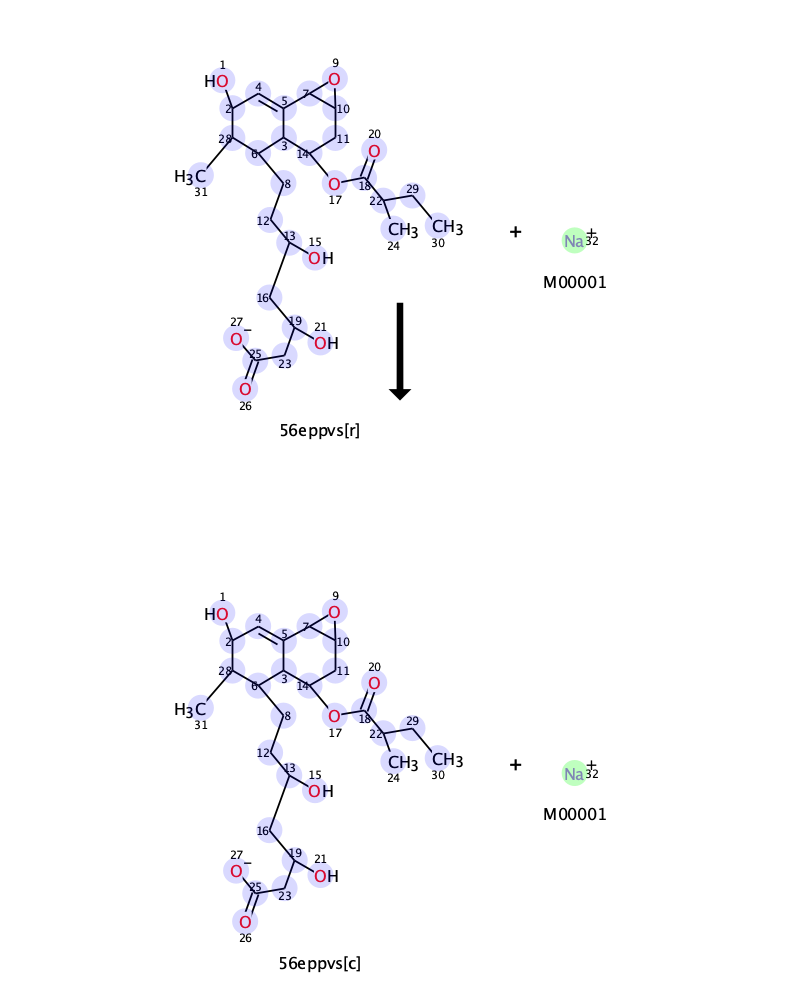 1
HO
9
O
4
7
2
5
10
28
3
11
20
O
6
14
H3C
31
8
O
17
18
22
29
CH3
24
CH3
30
12
13
15
OH
+
Na+
32
M00001
16
27
O−
19
21
OH
25
23
O
26
56eppvs[r]
1
HO
9
O
4
7
2
5
10
28
3
11
20
O
6
14
H3C
31
8
O
17
18
22
29
CH3
24
CH3
30
12
13
15
OH
+
Na+
32
M00001
16
27
O−
19
21
OH
25
23
O
26
56eppvs[c]